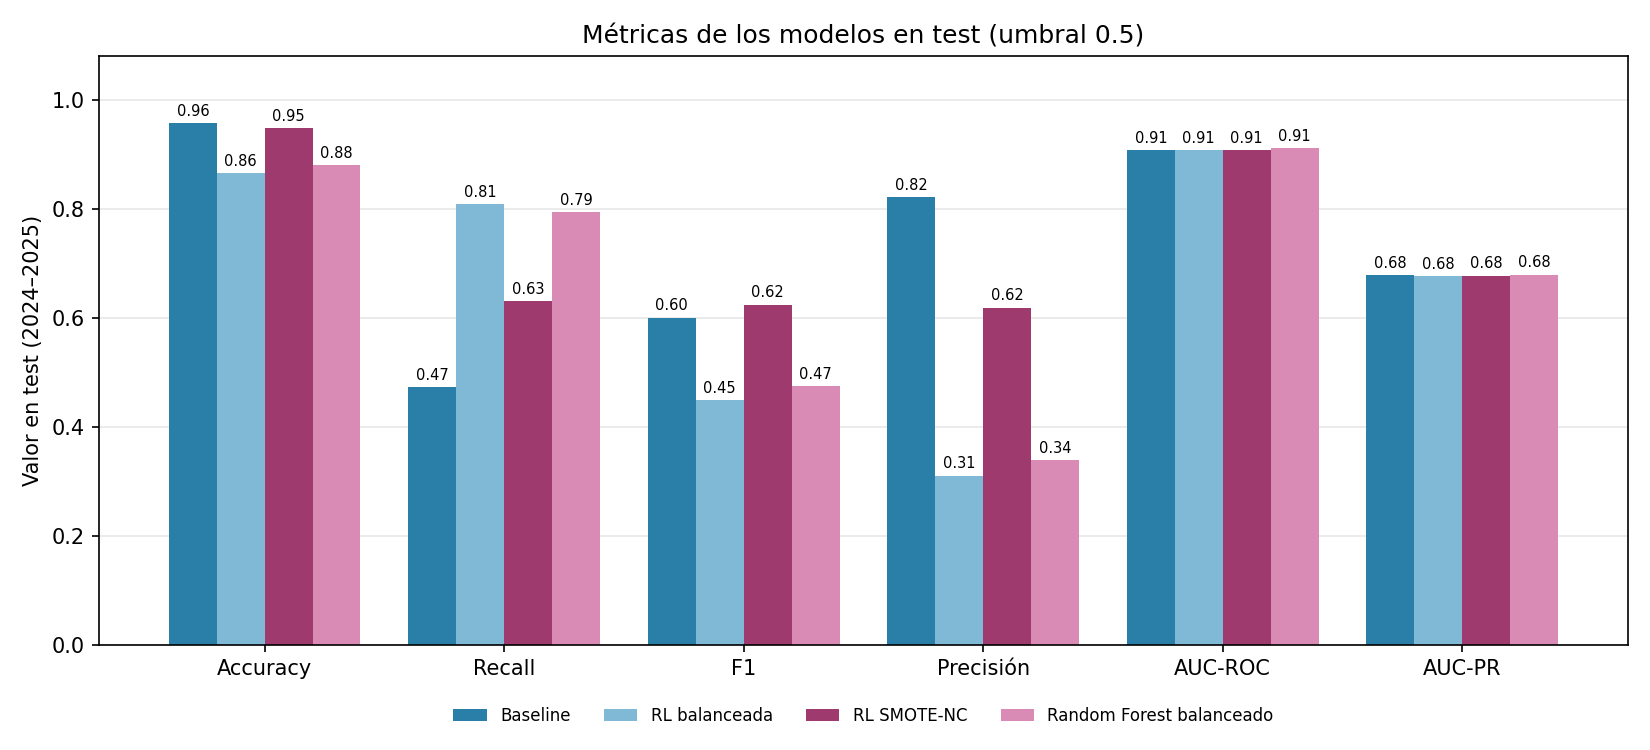 Métricas de los modelos en test (umbral 0.5)
Valor en test (2024–2025)
1.0
0.8
0.6
0.4
0.2
0.0
0.96 0.86 0.95 0.88
0.47 0.81 0.63 0.79
0.60 0.45 0.62 0.47
0.82 0.31 0.62 0.34
0.91 0.91 0.91 0.91
0.68 0.68 0.68 0.68
Accuracy Recall F1 Precisión AUC-ROC AUC-PR
Baseline RL balanceada RL SMOTE-NC Random Forest balanceado